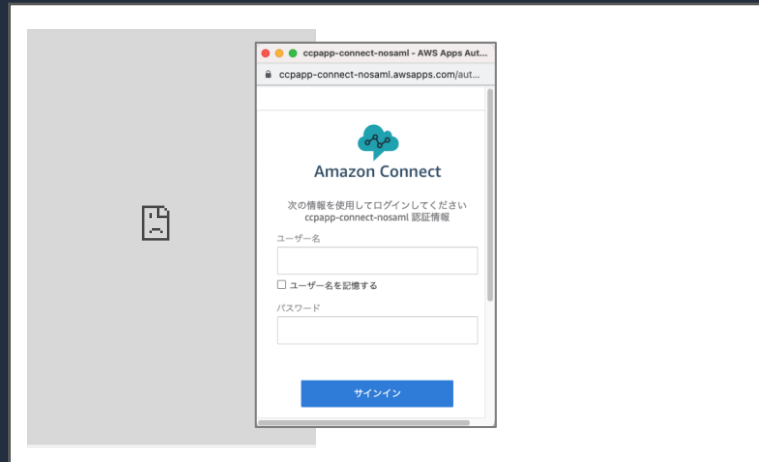 ccpapp-connect-nosaml - AWS Apps Aut...
ccpapp-connect-nosaml.awsapps.com/aut...
Amazon Connect
次の情報を使用してログインしてください
ccpapp-connect-nosaml 認証情報
ユーザー名
ユーザー名を記憶する
パスワード
サインイン